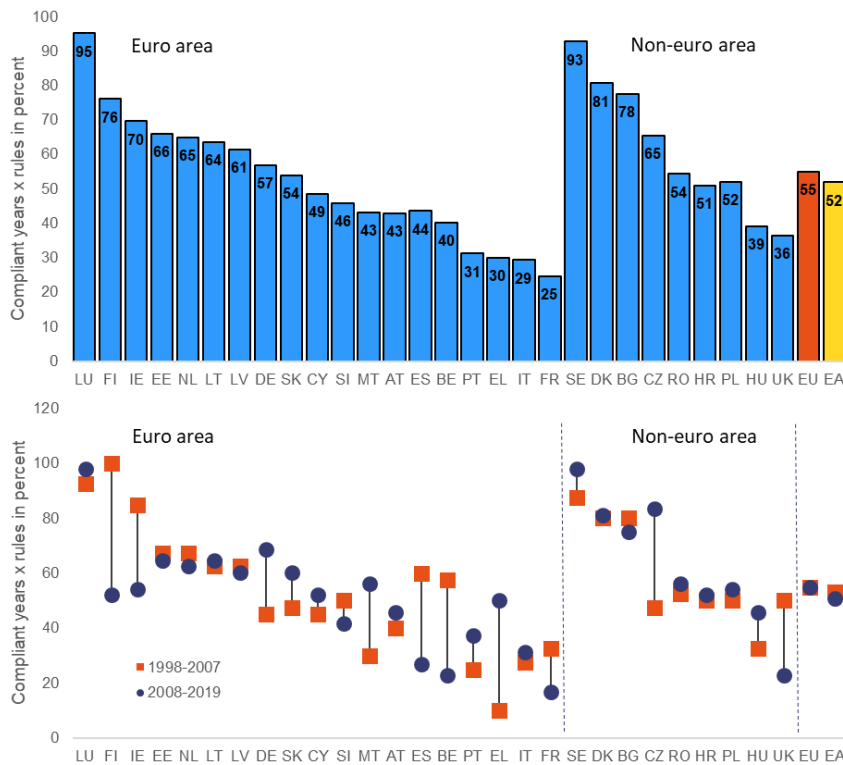 100
90
80
70
60
50
40
30
20
10
0
Compliant years x rules in percent
Euro area
Non-euro area
95 76 70 66 65 64 61 57 54 49 46 43 43 44 40 31 30 29 25 93 81 78 65 54 51 52 39 36 55 52
LU FI IE EE NL LT LV DE SK CY SI MT AT ES BE PT EL IT FR SE DK BG CZ RO HR PL HU UK EU EA
120
100
80
60
40
20
0
Compliant years x rules in percent
Euro area
Non-euro area
1998-2007
2008-2019
LU FI IE EE NL LT LV DE SK CY SI MT AT ES BE PT EL IT FR SE DK BG CZ RO HR PL HU UK EU EA